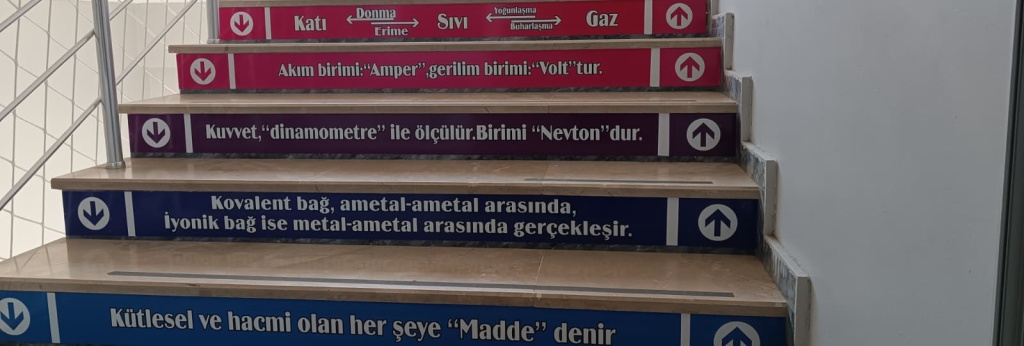 Katı Donma Erime Sıvı Yoğunlaşma Buharlaşma Gaz
Akım birimi:“Amper”,gerilim birimi:“Volt”tur.
Kuvvet,“dinamometre” ile ölçülür.Birimi “Nevton”dur.
Kovalent bağ, ametal-ametal arasında,
İyonik bağ ise metal-ametal arasında gerçekleşir.
Kütlesel ve hacmi olan her şeye “Madde” denir